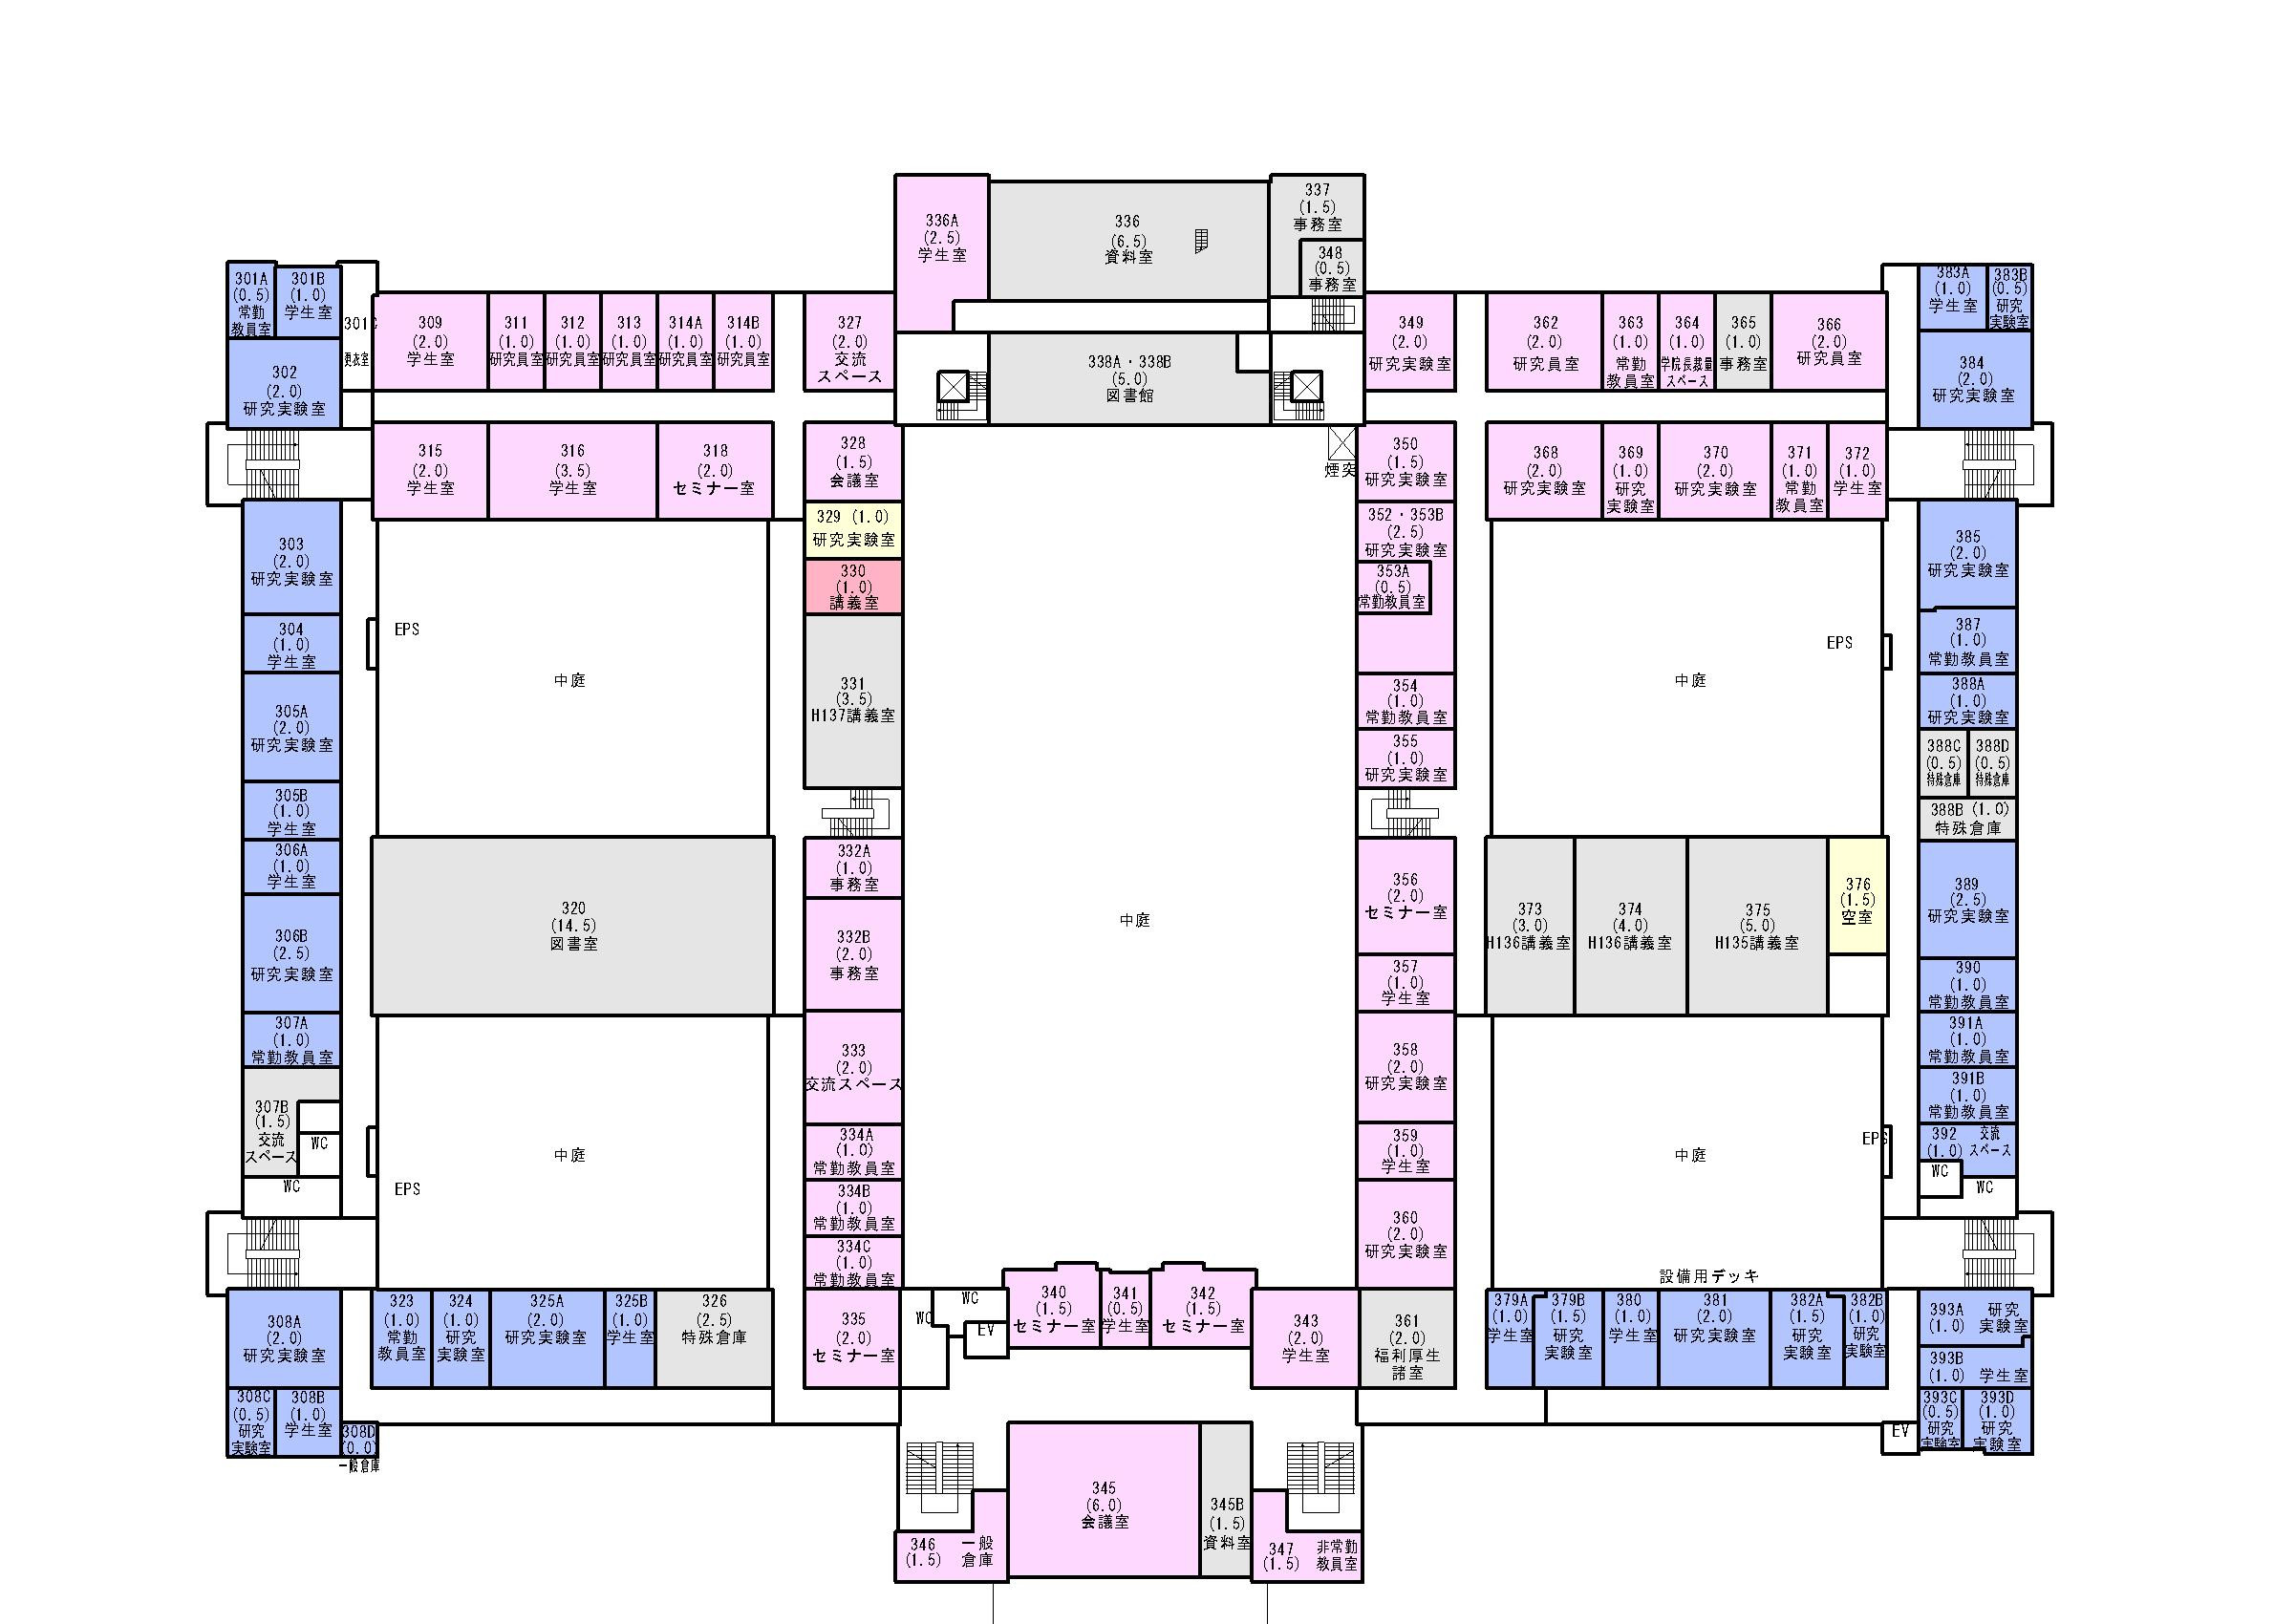 336A
(2.5)
学生室
336
(6.5)
資料室
337
(1.5)
事務室
348
(0.5)
事務室
301A
(0.5)
常勤
教員室
301B
(1.0)
学生室
301C
更衣室
302
(2.0)
研究実験室
309
(2.0)
学生室
311
(1.0)
研究員室
312
(1.0)
研究員室
313
(1.0)
研究員室
314A
(1.0)
研究員室
314B
(1.0)
研究員室
327
(2.0)
交流
スペース
338A・338B
(5.0)
図書館
349
(2.0)
研究実験室
362
(2.0)
研究員室
363
(1.0)
常勤
教員室
364
(1.0)
学院長裁量
スペース
365
(1.0)
事務室
366
(2.0)
研究員室
383A
(1.0)
学生室
383B
(0.5)
研究
実験室
384
(2.0)
研究実験室
315
(2.0)
学生室
316
(3.5)
学生室
318
(2.0)
セミナー室
328
(1.5)
会議室
煙突
350
(1.5)
研究実験室
368
(2.0)
研究実験室
369
(1.0)
研究
実験室
370
(2.0)
研究実験室
371
(1.0)
常勤
教員室
372
(1.0)
学生室
303
(2.0)
研究実験室
304
(1.0)
学生室
305A
(2.0)
研究実験室
305B
(1.0)
学生室
306A
(1.0)
学生室
306B
(2.5)
研究実験室
307A
(1.0)
常勤教員室
307B
(1.5)
交流
スペース
WC
WC
EPS
中庭
320
(14.5)
図書室
中庭
EPS
329 (1.0)
研究実験室
330
(1.0)
講義室
331
(3.5)
H137講義室
332A
(1.0)
事務室
332B
(2.0)
事務室
333
(2.0)
交流スペース
334A
(1.0)
常勤教員室
334B
(1.0)
常勤教員室
334C
(1.0)
常勤教員室
中庭
352・353B
(2.5)
研究実験室
353A
(0.5)
常勤教員室
354
(1.0)
常勤教員室
355
(1.0)
研究実験室
356
(2.0)
セミナー室
357
(1.0)
学生室
358
(2.0)
研究実験室
359
(1.0)
学生室
360
(2.0)
研究実験室
EPS
中庭
373
(3.0)
H136講義室
374
(4.0)
H136講義室
375
(5.0)
H135講義室
376
(1.5)
空室
中庭
EPS
設備用デッキ
385
(2.0)
研究実験室
387
(1.0)
常勤教員室
388A
(1.0)
研究実験室
388C
(0.5)
特殊倉庫
388D
(0.5)
特殊倉庫
388B (1.0)
特殊倉庫
389
(2.5)
研究実験室
390
(1.0)
常勤教員室
391A
(1.0)
常勤教員室
391B
(1.0)
常勤教員室
392
(1.0)
交流
スペース
WC
WC
308A
(2.0)
研究実験室
308C
(0.5)
研究
実験室
308B
(1.0)
学生室
308D
(0.0)
一般倉庫
323
(1.0)
常勤
教員室
324
(1.0)
研究
実験室
325A
(2.0)
研究実験室
325B
(1.0)
学生室
326
(2.5)
特殊倉庫
335
(2.0)
セミナー室
WC
WC
EV
340
(1.5)
セミナー室
341
(0.5)
学生室
342
(1.5)
セミナー室
343
(2.0)
学生室
361
(2.0)
福利厚生
諸室
379A
(1.0)
学生室
379B
(1.5)
研究
実験室
380
(1.0)
学生室
381
(2.0)
研究実験室
382A
(1.5)
研究
実験室
382B
(1.0)
研究
実験室
393A
(1.0)
研究
実験室
393B
(1.0)
学生室
393C
(0.5)
研究
実験室
393D
(1.0)
研究
実験室
EV
345
(6.0)
会議室
345B
(1.5)
資料室
346
(1.5)
一般
倉庫
347
(1.5)
非常勤
教員室